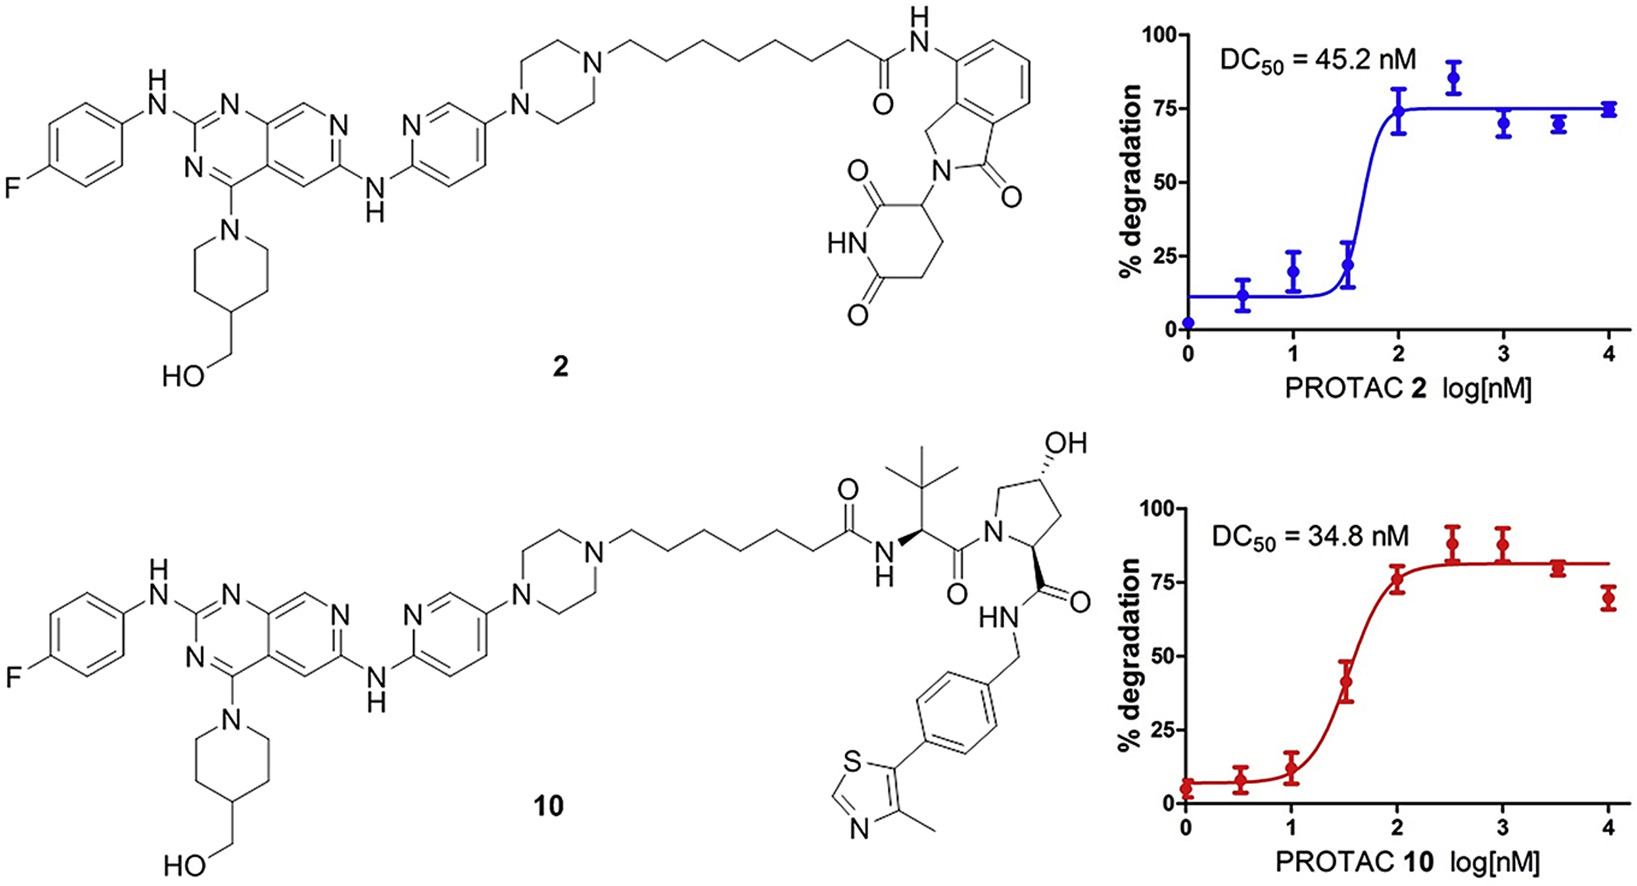 H
N
F
N
N
N
N
H
N
N
N
H
N
O
N
O
O
HN
O
N
HO
2
100
75
50
25
0
% degradation
DC50 = 45.2 nM
0 1 2 3 4
PROTAC 2 log[nM]
H
N
F
N
N
N
N
H
N
N
N
O
N
H
O
N
OH
O
HN
S
N
N
HO
10
100
75
50
25
0
% degradation
DC50 = 34.8 nM
0 1 2 3 4
PROTAC 10 log[nM]